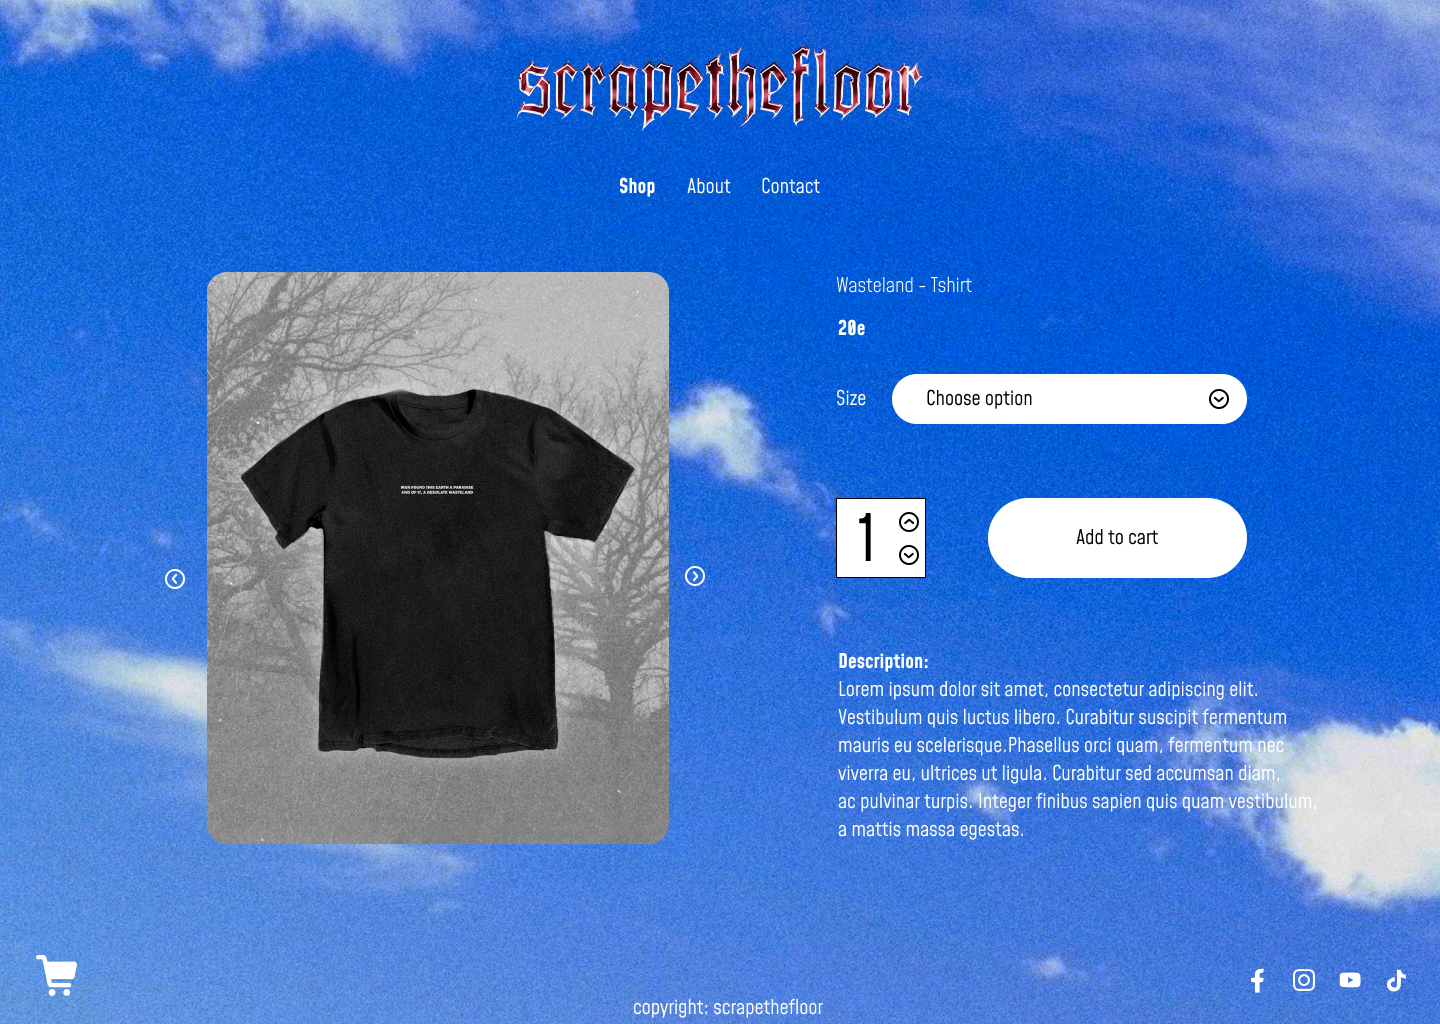 scrapethefloor
Shop About Contact
Wasteland - Tshirt
20e
Size Choose option
MAN FOUND THIS EARTH A PARADISE
AND OF IT, A DESOLATE WASTELAND
1 Add to cart
Description:
Lorem ipsum dolor sit amet, consectetur adipiscing elit.
Vestibulum quis luctus libero. Curabitur suscipit fermentum
mauris eu scelerisque.Phasellus orci quam, fermentum nec
viverra eu, ultrices ut ligula. Curabitur sed accumsan diam,
ac pulvinar turpis. Integer finibus sapien quis quam vestibulum,
a mattis massa egestas.
copyright: scrapethefloor